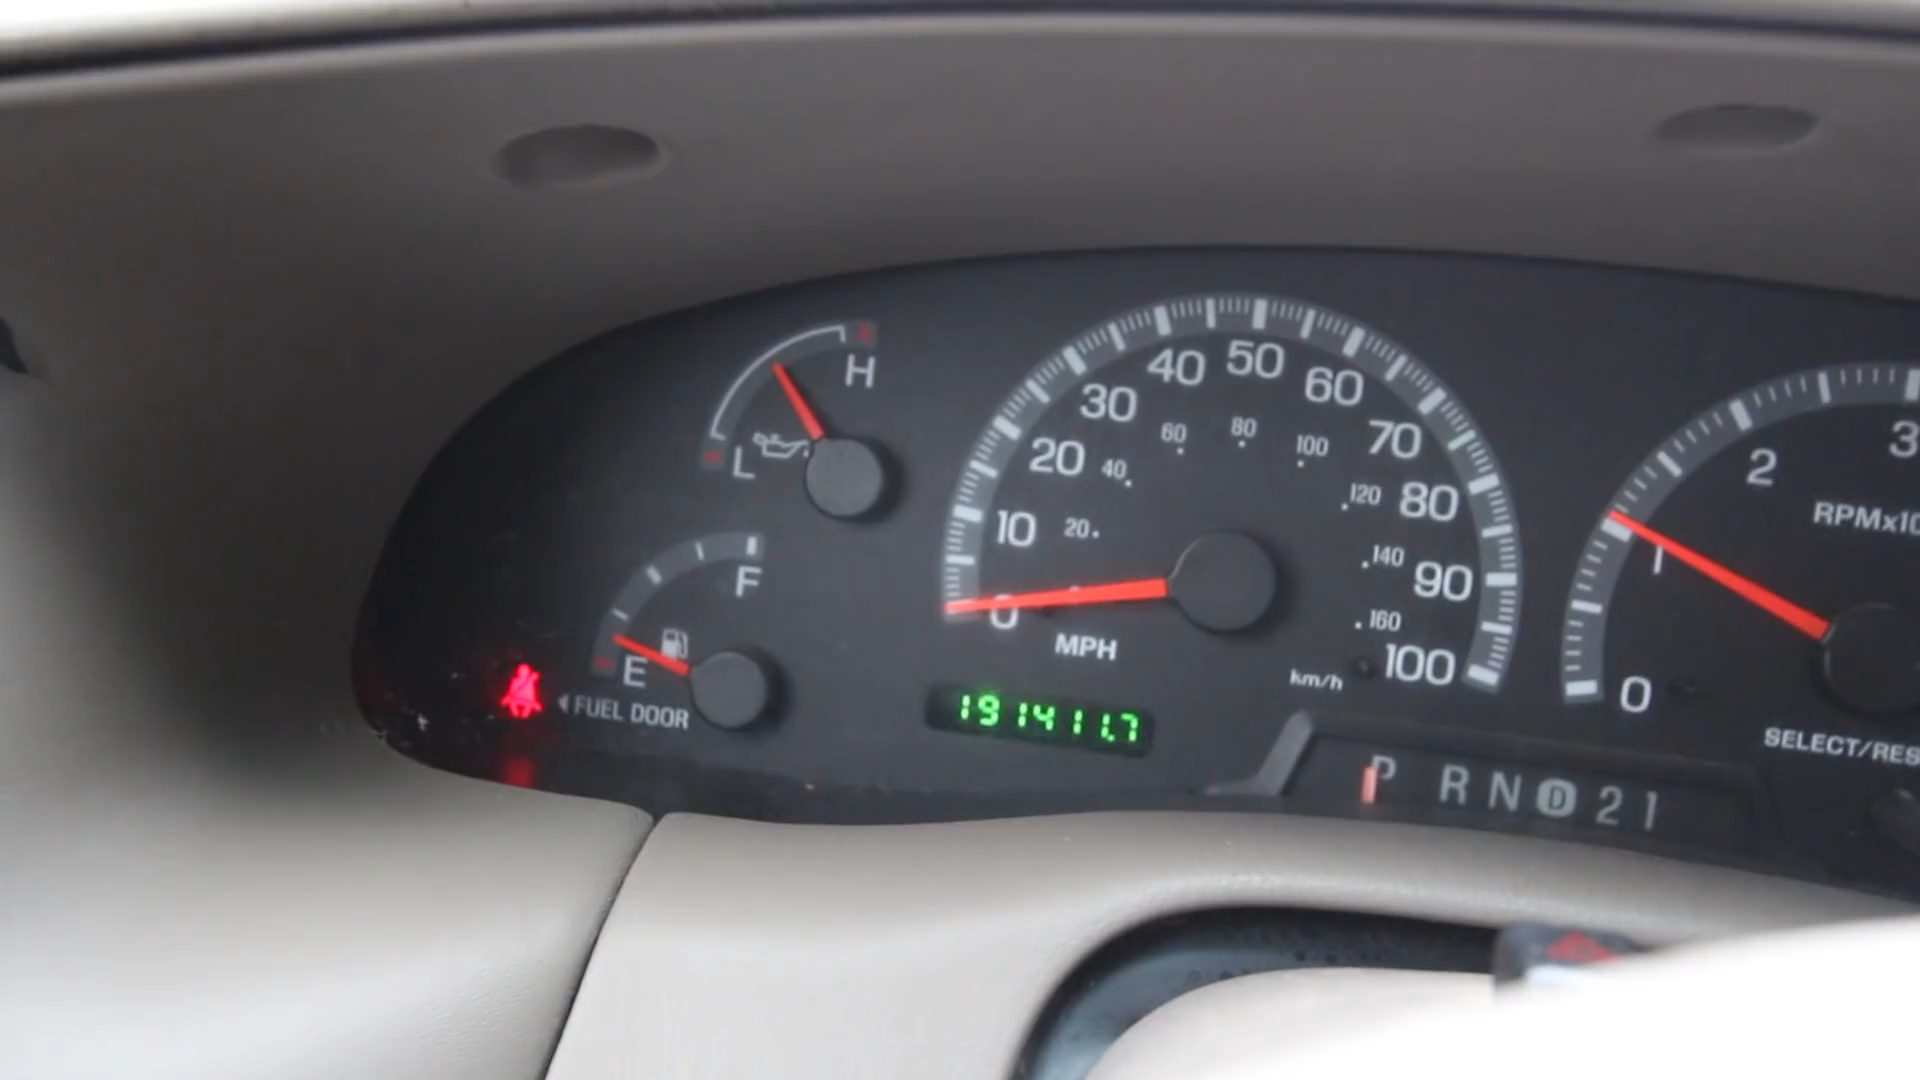 H
L
F
E
FUEL DOOR
0 10 20 30 40 50 60 70 80 90 100
20 40 60 80 100 120 140 160
MPH
km/h
191411.7
P R N D 2 1
0 1 2 3
RPMx10
SELECT/RES